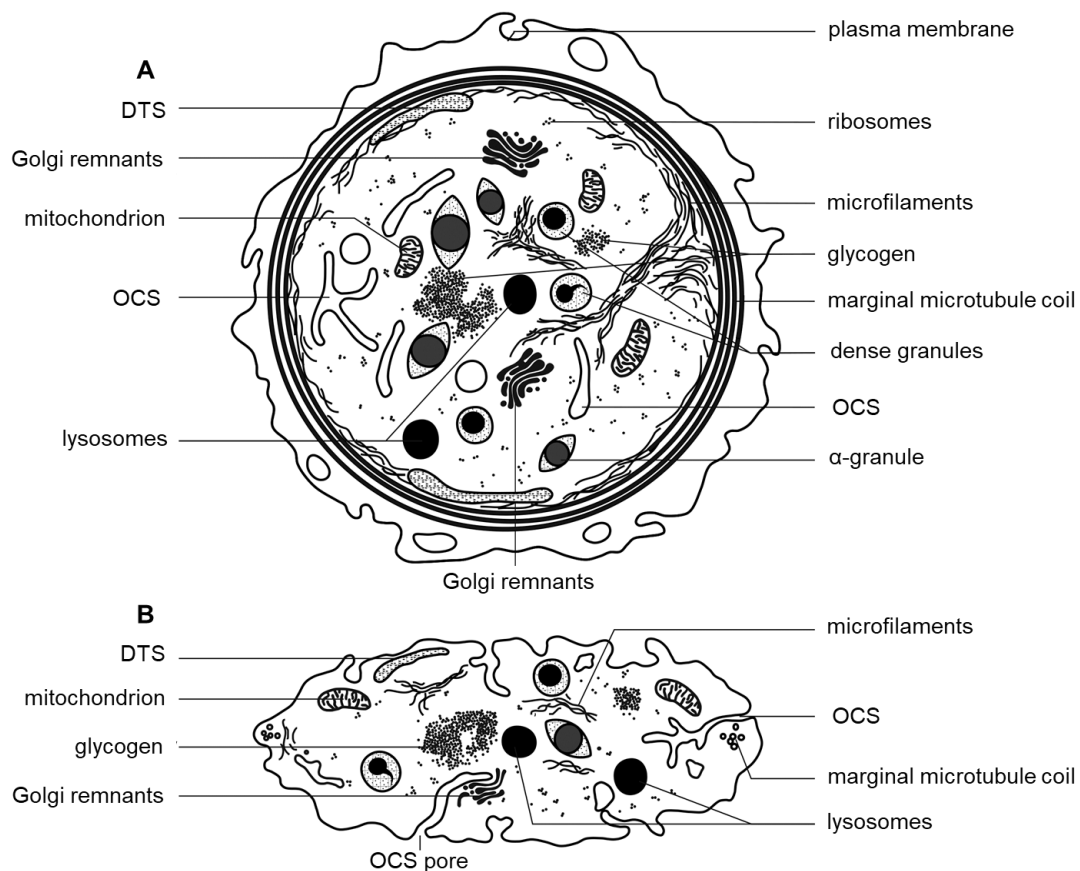 A
plasma membrane
DTS
ribosomes
Golgi remnants
mitochondrion
microfilaments
glycogen
OCS
marginal microtubule coil
dense granules
OCS
lysosomes
α-granule
Golgi remnants
B
microfilaments
DTS
mitochondrion
OCS
glycogen
marginal microtubule coil
Golgi remnants
lysosomes
OCS pore